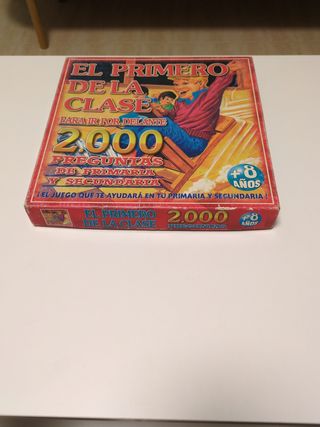 EL PRIMERO
DE LA
CLASE
PARA IR POR DELANTE
2.000
PREGUNTAS
DE PRIMARIA
Y SECUNDARIA
+8
AÑOS
¡EL JUEGO QUE TE AYUDARÁ EN TU PRIMARIA Y SECUNDARIA!
EL PRIMERO
DE LA CLASE
2.000
PREGUNTAS
+8
AÑOS